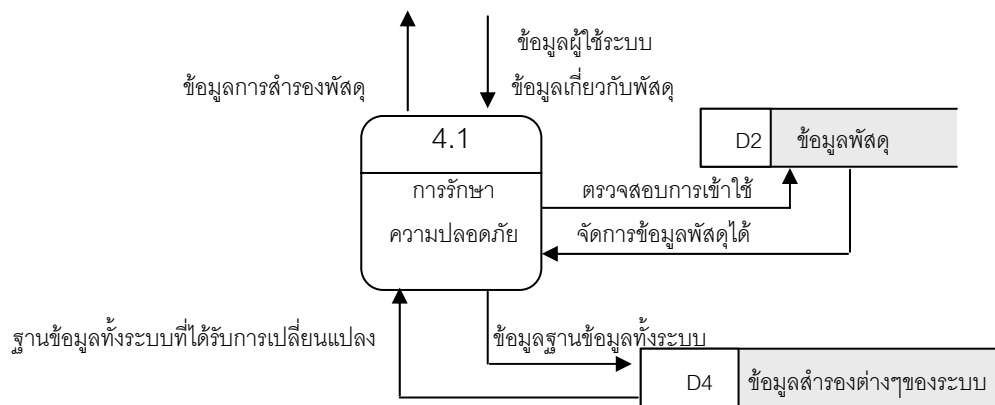 ข้อมูลผู้ใช้ระบบ
ข้อมูลการสำรองพัสดุ
ข้อมูลเกี่ยวกับพัสดุ
4.1
D2
ข้อมูลพัสดุ
การรักษา
ความปลอดภัย
ตรวจสอบการเข้าใช้
จัดการข้อมูลพัสดุได้
ฐานข้อมูลทั้งระบบที่ได้รับการเปลี่ยนแปลง
ข้อมูลฐานข้อมูลทั้งระบบ
D4
ข้อมูลสำรองต่างๆของระบบ